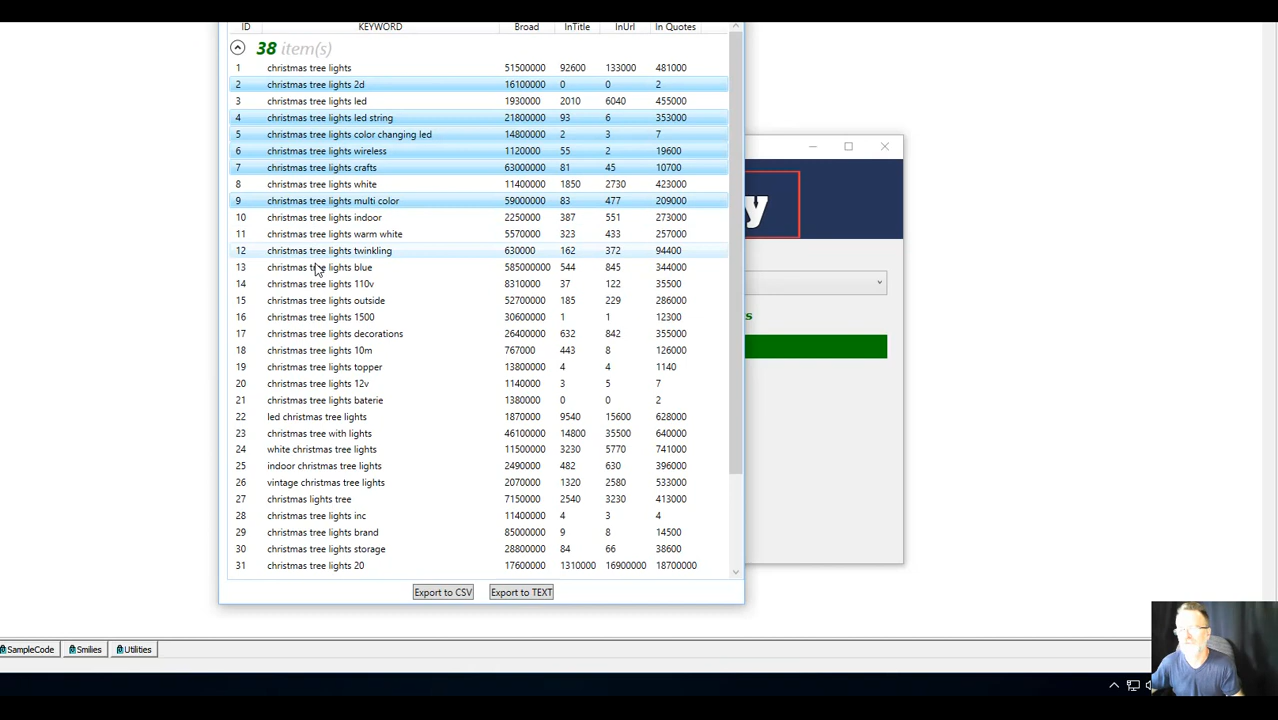 ID KEYWORD Broad InTitle InUrl In Quotes
38 item(s)
1 christmas tree lights 51500000 92600 133000 481000
2 christmas tree lights 2d 16100000 0 0 2
3 christmas tree lights led 1930000 2010 6040 455000
4 christmas tree lights led string 21800000 93 6 353000
5 christmas tree lights color changing led 14800000 2 3 7
6 christmas tree lights wireless 1120000 55 2 19600
7 christmas tree lights crafts 63000000 81 45 10700
8 christmas tree lights white 11400000 1850 2730 423000
9 christmas tree lights multi color 59000000 83 477 209000
y
10 christmas tree lights indoor 2250000 387 551 273000
11 christmas tree lights warm white 5570000 323 433 257000
12 christmas tree lights twinkling 630000 162 372 94400
13 christmas tree lights blue 585000000 544 845 344000
14 christmas tree lights 110v 8310000 37 122 35500
15 christmas tree lights outside 52700000 185 229 286000
16 christmas tree lights 1500 30600000 1 1 12300
s
17 christmas tree lights decorations 26400000 632 842 355000
18 christmas tree lights 10m 767000 443 8 126000
19 christmas tree lights topper 13800000 4 4 1140
20 christmas tree lights 12v 1140000 3 5 7
21 christmas tree lights baterie 1380000 0 0 2
22 led christmas tree lights 1870000 9540 15600 628000
23 christmas tree with lights 46100000 14800 35500 640000
24 white christmas tree lights 11500000 3230 5770 741000
25 indoor christmas tree lights 2490000 482 630 396000
26 vintage christmas tree lights 2070000 1320 2580 533000
27 christmas lights tree 7150000 2540 3230 413000
28 christmas tree lights inc 11400000 4 3 4
29 christmas tree lights brand 85000000 9 8 14500
30 christmas tree lights storage 28800000 84 66 38600
31 christmas tree lights 20 17600000 1310000 16900000 18700000
Export to CSV Export to TEXT
SampleCode Smilies Utilities